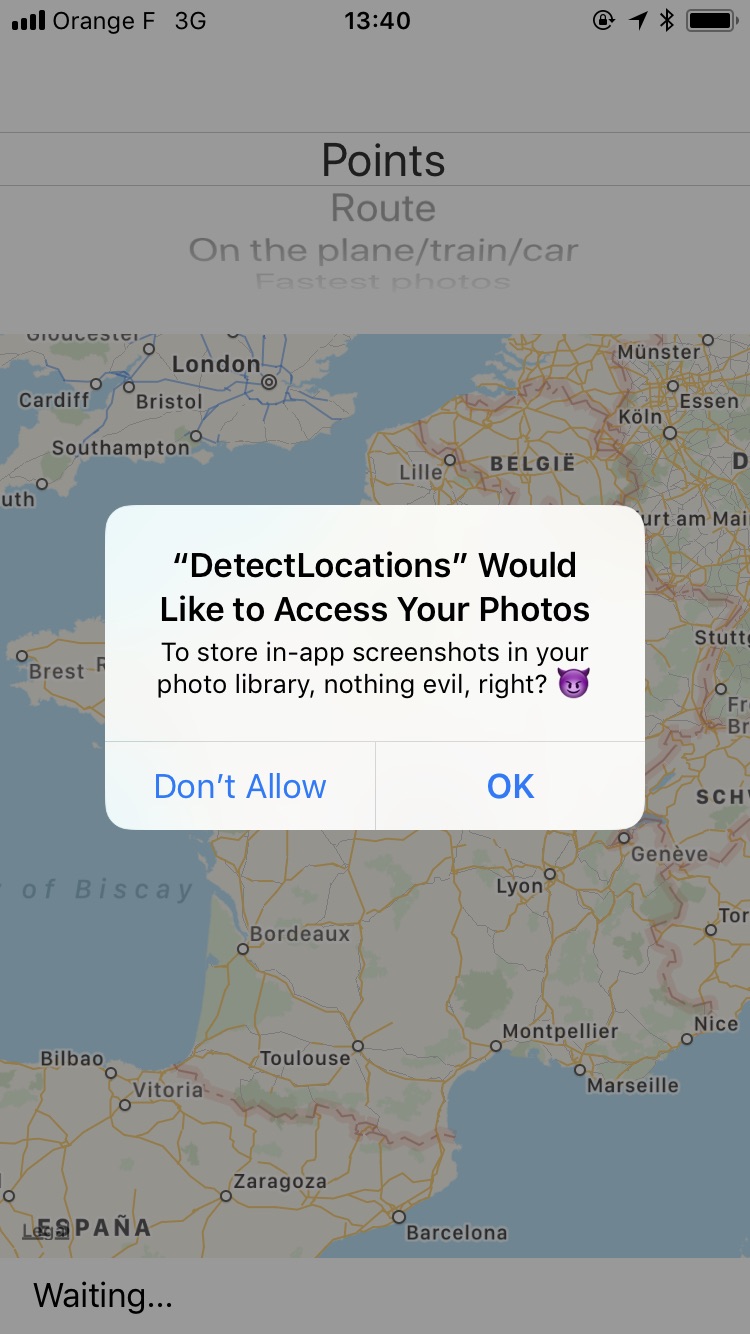 Orange F 3G 13:40
Points
Route
On the plane/train/car
Fastest photos
Gloucester
London
Münster
Cardiff
Bristol
Essen
Köln
Southampton
Lille
BELGIË
D
uth
urt am Mai
“DetectLocations” Would
Like to Access Your Photos
To store in-app screenshots in your
photo library, nothing evil, right? 😈
Don’t Allow
OK
Brest
R
Stutt
Fr
Br
SCHW
Genève
Lyon
of Biscay
Tor
Bordeaux
Nice
Montpellier
Bilbao
Toulouse
Marseille
Vitoria
Zaragoza
ESPAÑA
Legal
Barcelona
Waiting...